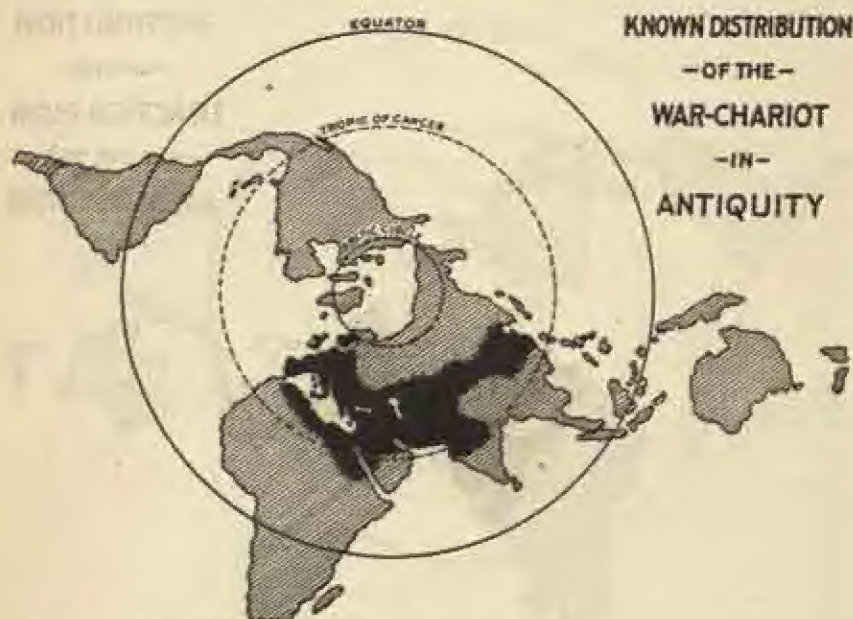 EQUATOR
TROPIC OF CANCER
KNOWN DISTRIBUTION
-OF THE-
WAR-CHARIOT
-IN-
ANTIQUITY